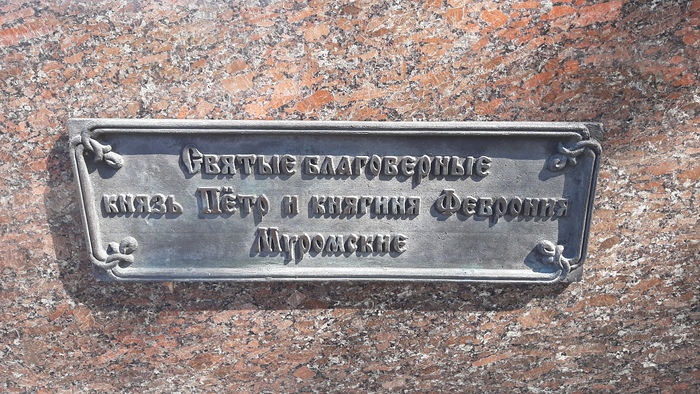 Святые благоверные
князь Пётр и княгиня Феврония
Муромские